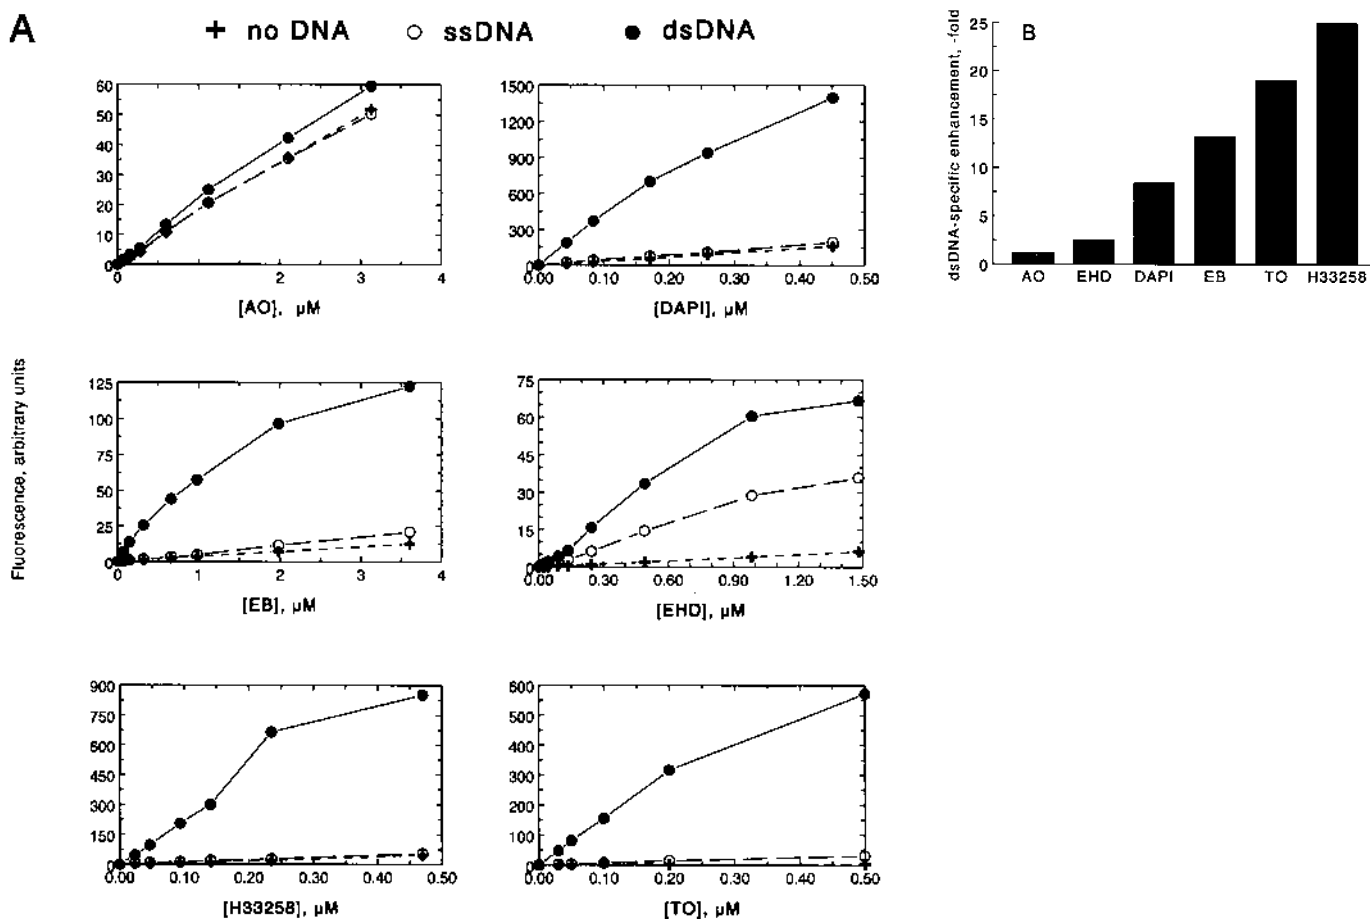 A
+ no DNA ○ ssDNA ● dsDNA
Fluorescence, arbitrary units
60
50
40
30
20
10
0
0 1 2 3 4
[AO], µM
1500
1200
900
600
300
0
0.00 0.10 0.20 0.30 0.40 0.50
[DAPI], µM
B
dsDNA-specific enhancement, -fold
25
20
15
10
5
0
AO EHD DAPI EB TO H33258
125
100
75
50
25
0
0 1 2 3 4
[EB], µM
75
60
45
30
15
0
0.00 0.30 0.60 0.90 1.20 1.50
[EHD], µM
900
750
600
450
300
150
0
0.00 0.10 0.20 0.30 0.40 0.50
[H33258], µM
600
500
400
300
200
100
0
0.00 0.10 0.20 0.30 0.40 0.50
[TO], µM